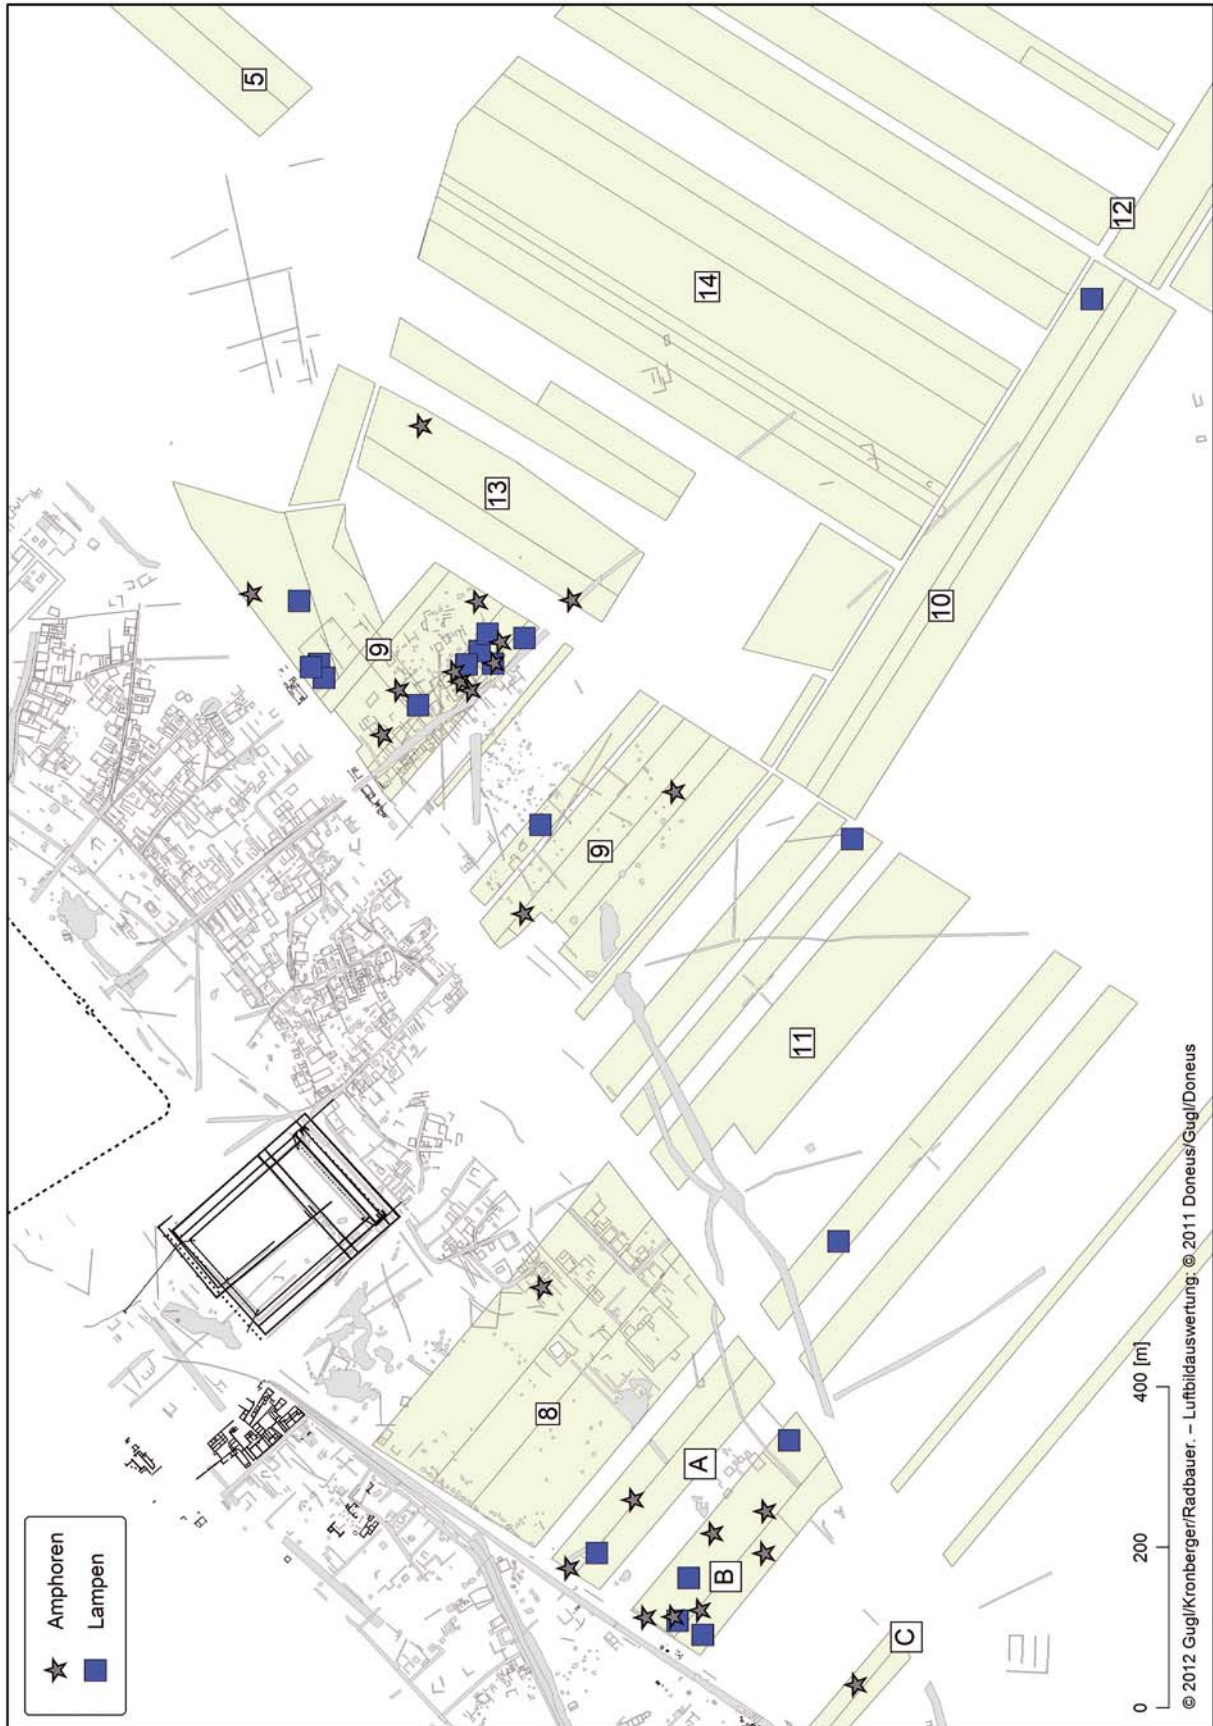 Amphoren
Lampen
5
9
13
8
9
A
14
B
11
C
10
12
0 200 400 [m]
© 2012 Gugl/Kronberger/Radbauer. – Luftbildauswertung: © 2011 Doneus/Gugl/Doneus